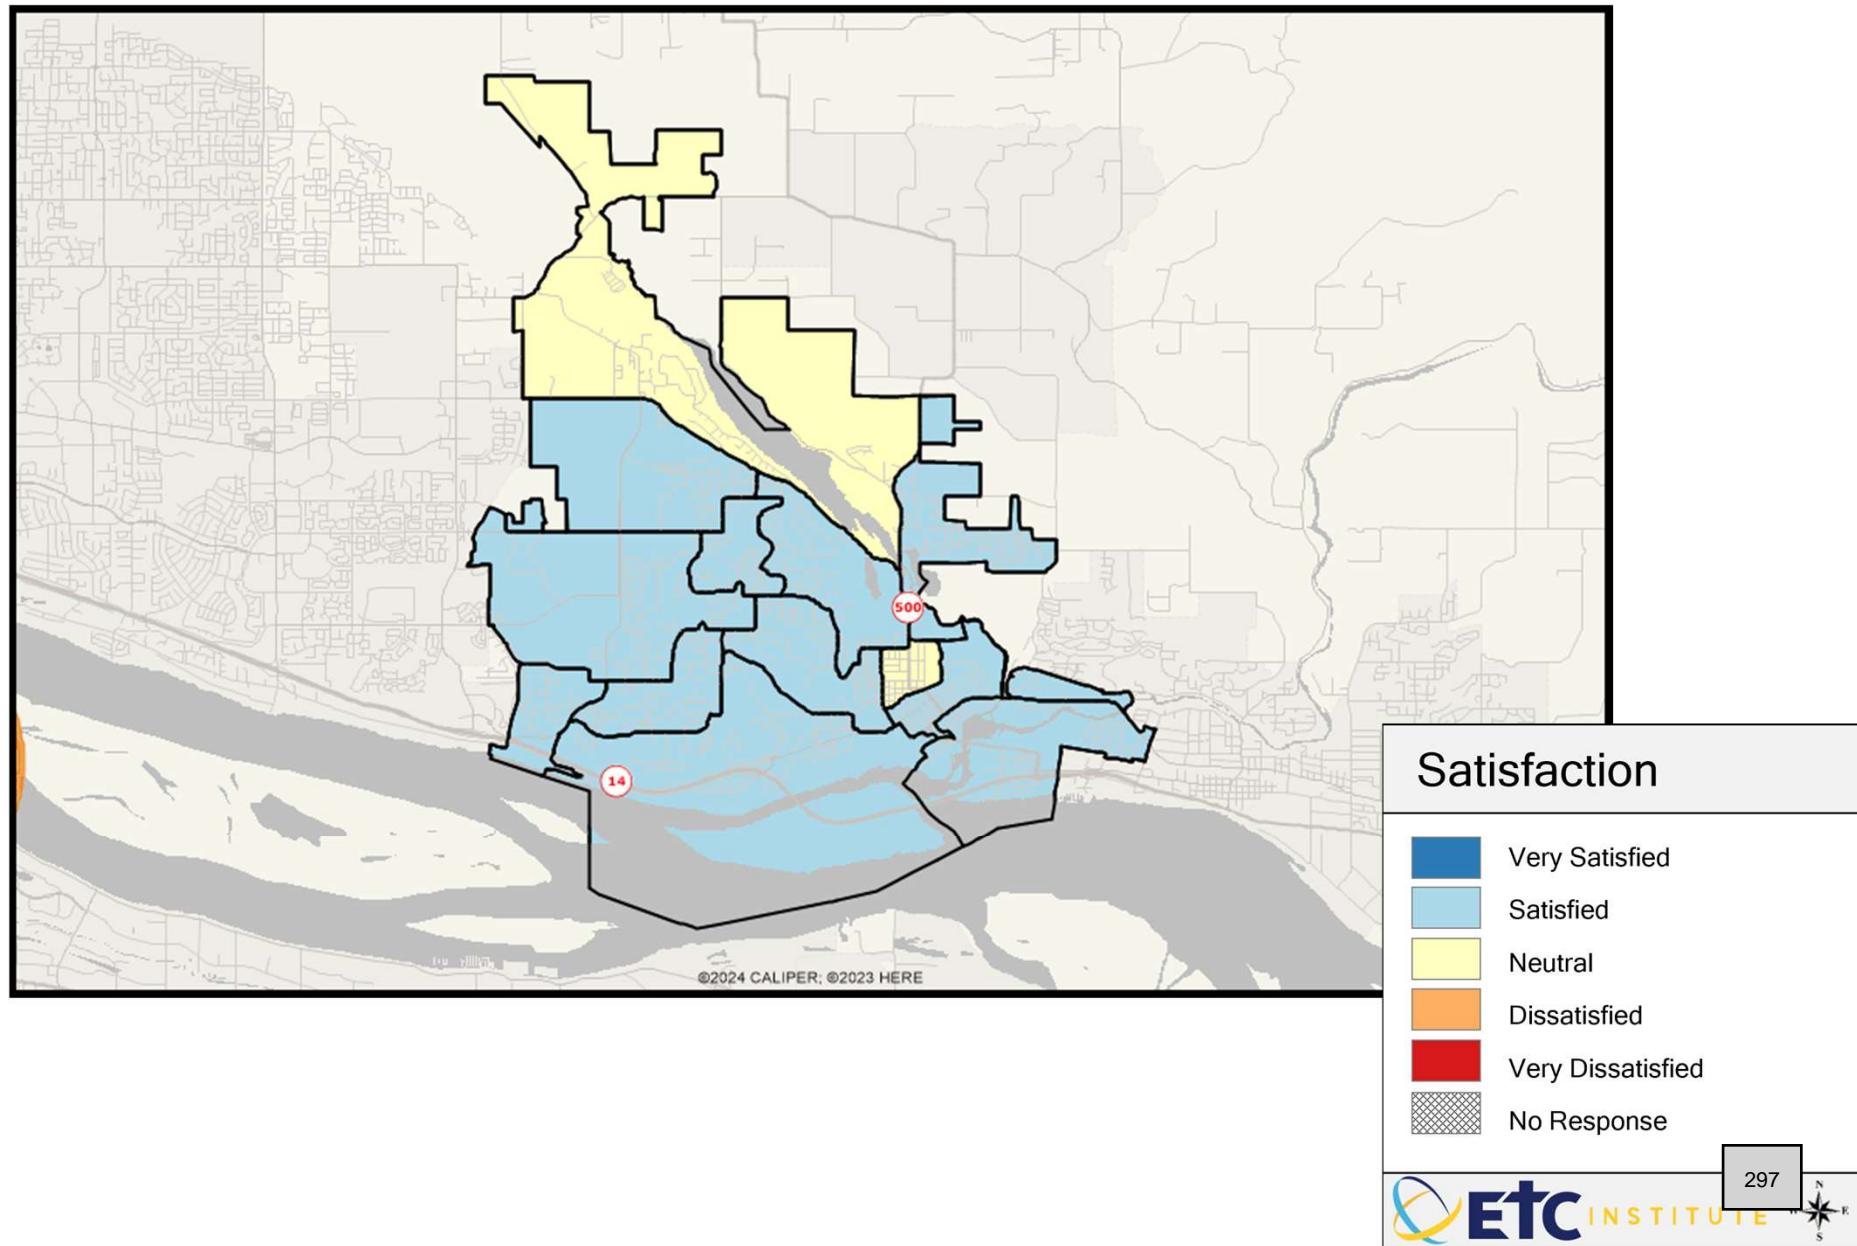 500
14
©2024 CALIPER; ©2023 HERE
Satisfaction
Very Satisfied
Satisfied
Neutral
Dissatisfied
Very Dissatisfied
No Response
297
ETC INSTITUTE
N
W E
S